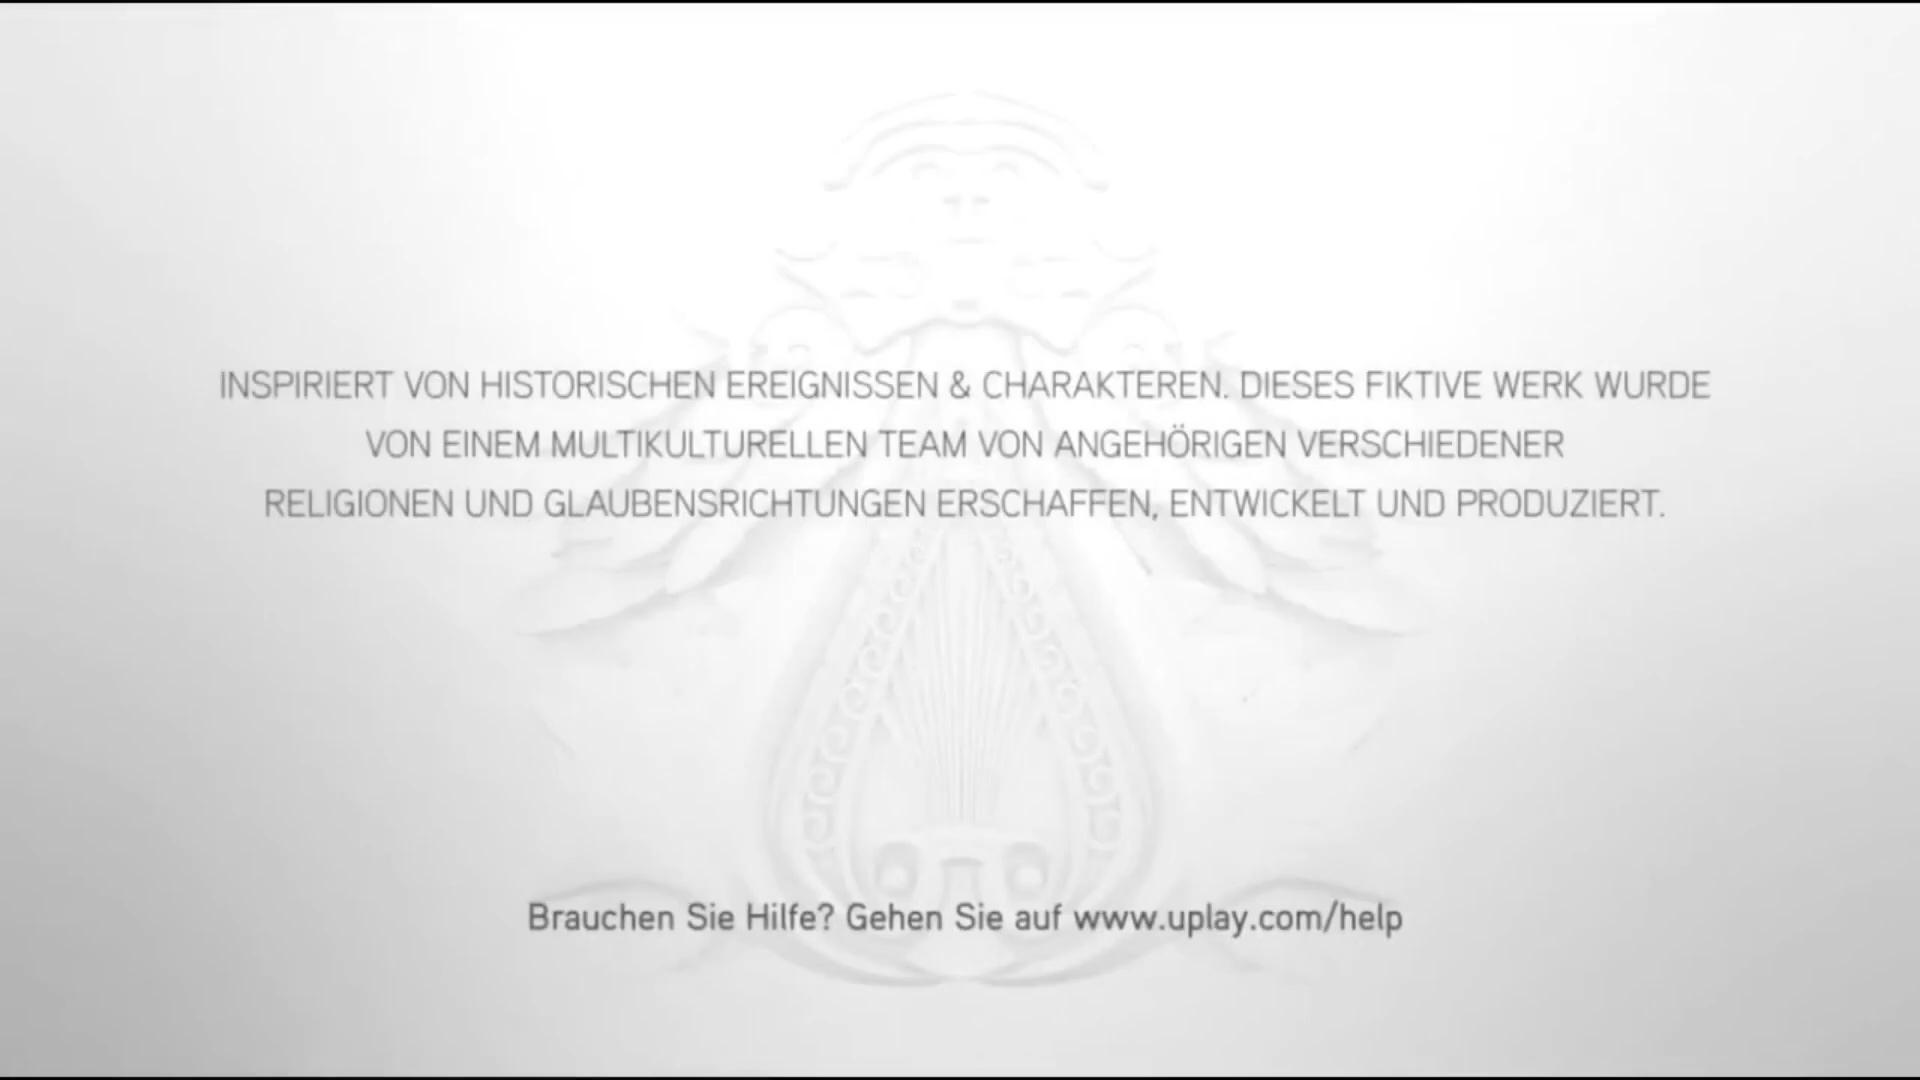 INSPIRIERT VON HISTORISCHEN EREIGNISSEN & CHARAKTEREN. DIESES FIKTIVE WERK WURDE
VON EINEM MULTIKULTURELLEN TEAM VON ANGEHÖRIGEN VERSCHIEDENER
RELIGIONEN UND GLAUBENSRICHTUNGEN ERSCHAFFEN, ENTWICKELT UND PRODUZIERT.
Brauchen Sie Hilfe? Gehen Sie auf www.uplay.com/help